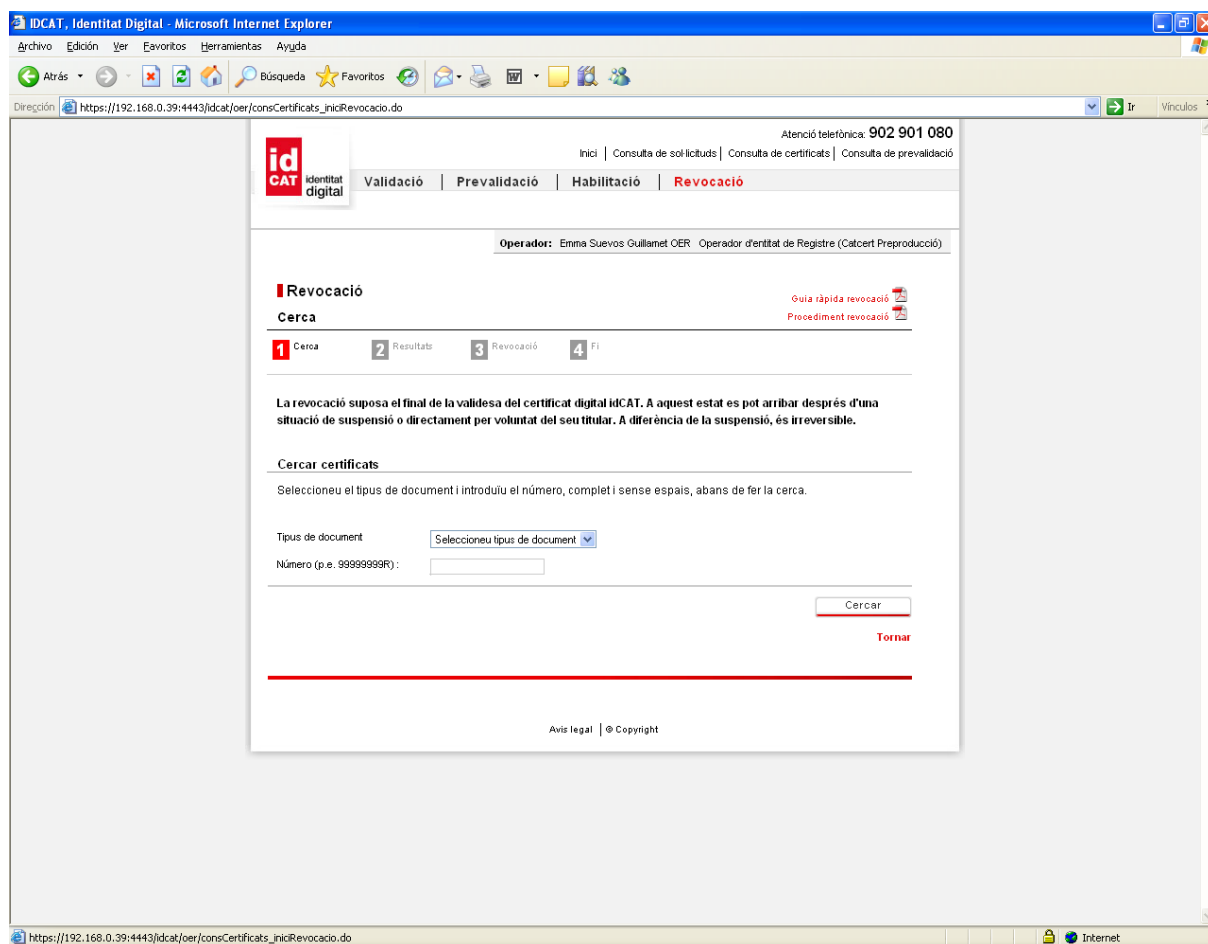 IDCAT, Identitat Digital - Microsoft Internet Explorer
Archivo Edición Ver Favoritos Herramientas Ayuda
Atrás Búsqueda Favoritos
Dirección https://192.168.0.39:4443/idcat/oer/consCertificats_iniciRevocacio.do Ir Vínculos
Atenció telefònica: 902 901 080
Inici | Consulta de sol·licituds | Consulta de certificats | Consulta de prevalidació
id CAT identitat digital
Validació | Prevalidació | Habilitació | Revocació
Operador: Emma Suevos Guillamet OER Operador d'entitat de Registre (Catcert Preproducció)
Revocació
Guia ràpida revocació
Cerca
Procediment revocació
1 Cerca 2 Resultats 3 Revocació 4 Fi
La revocació suposa el final de la validesa del certificat digital idCAT. A aquest estat es pot arribar després d'una
situació de suspensió o directament per voluntat del seu titular. A diferència de la suspensió, és irreversible.
Cercar certificats
Seleccioneu el tipus de document i introduïu el número, complet i sense espais, abans de fer la cerca.
Tipus de document Seleccioneu tipus de document
Número (p.e. 99999999R) :
Cercar
Tornar
Avis legal | © Copyright
https://192.168.0.39:4443/idcat/oer/consCertificats_iniciRevocacio.do Internet